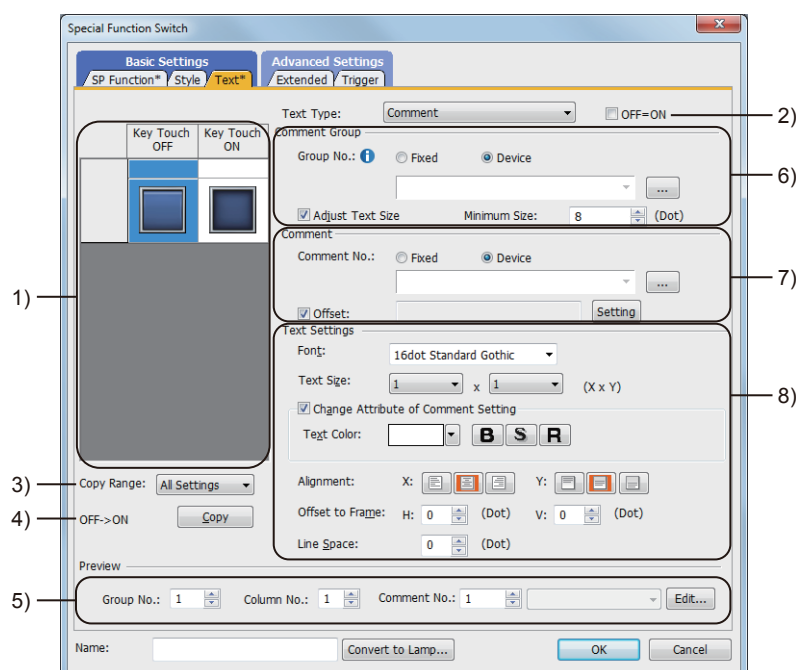 Special Function Switch
x
Basic Settings
Advanced Settings
SP Function* Style Text*
Extended Trigger
Text Type: Comment OFF=ON
2)
Key Touch OFF
Key Touch ON
Comment Group
Group No.: i Fixed Device
...
6)
Adjust Text Size Minimum Size: 8 (Dot)
Comment
Comment No.: Fixed Device
...
7)
Offset: Setting
1)
Text Settings
Font: 16dot Standard Gothic
Text Size: 1 x 1 (X x Y)
8)
Change Attribute of Comment Setting
Text Color: B S R
3)
Copy Range: All Settings
Alignment: X: Y:
4)
OFF->ON Copy
Offset to Frame: H: 0 (Dot) V: 0 (Dot)
Line Space: 0 (Dot)
Preview
5)
Group No.: 1 Column No.: 1 Comment No.: 1 Edit...
Name: Convert to Lamp... OK Cancel